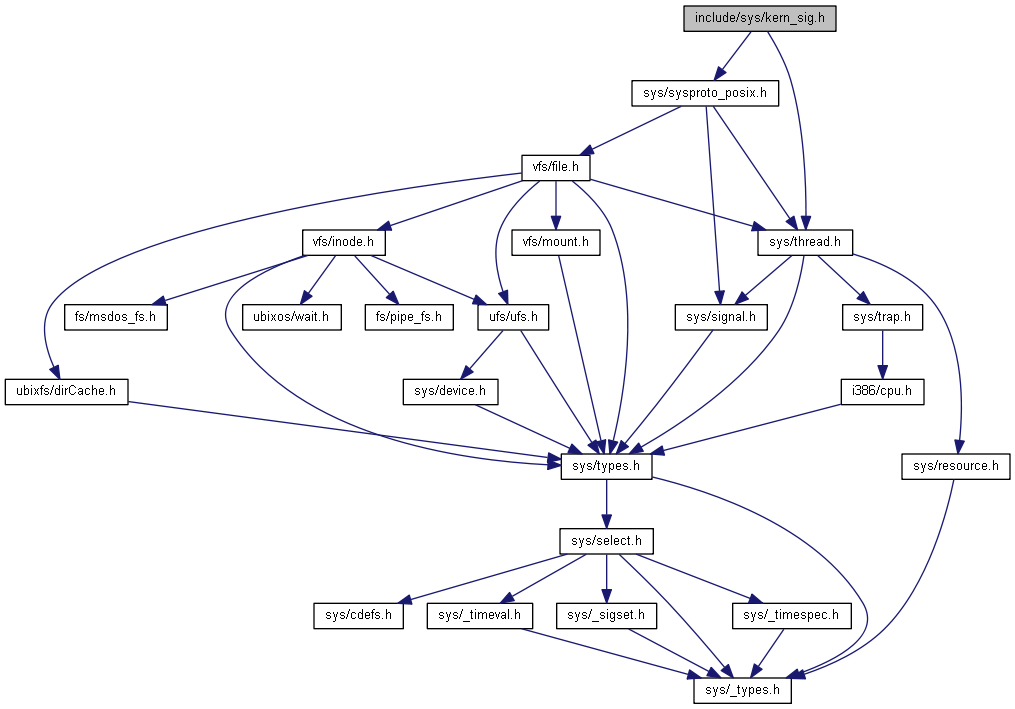 include/sys/kern_sig.h
sys/sysproto_posix.h
vfs/file.h
vfs/inode.h
vfs/mount.h
sys/thread.h
fs/msdos_fs.h
ubixos/wait.h
fs/pipe_fs.h
ufs/ufs.h
sys/signal.h
sys/trap.h
ubixfs/dirCache.h
sys/device.h
i386/cpu.h
sys/types.h
sys/resource.h
sys/select.h
sys/cdefs.h
sys/_timeval.h
sys/_sigset.h
sys/_timespec.h
sys/_types.h